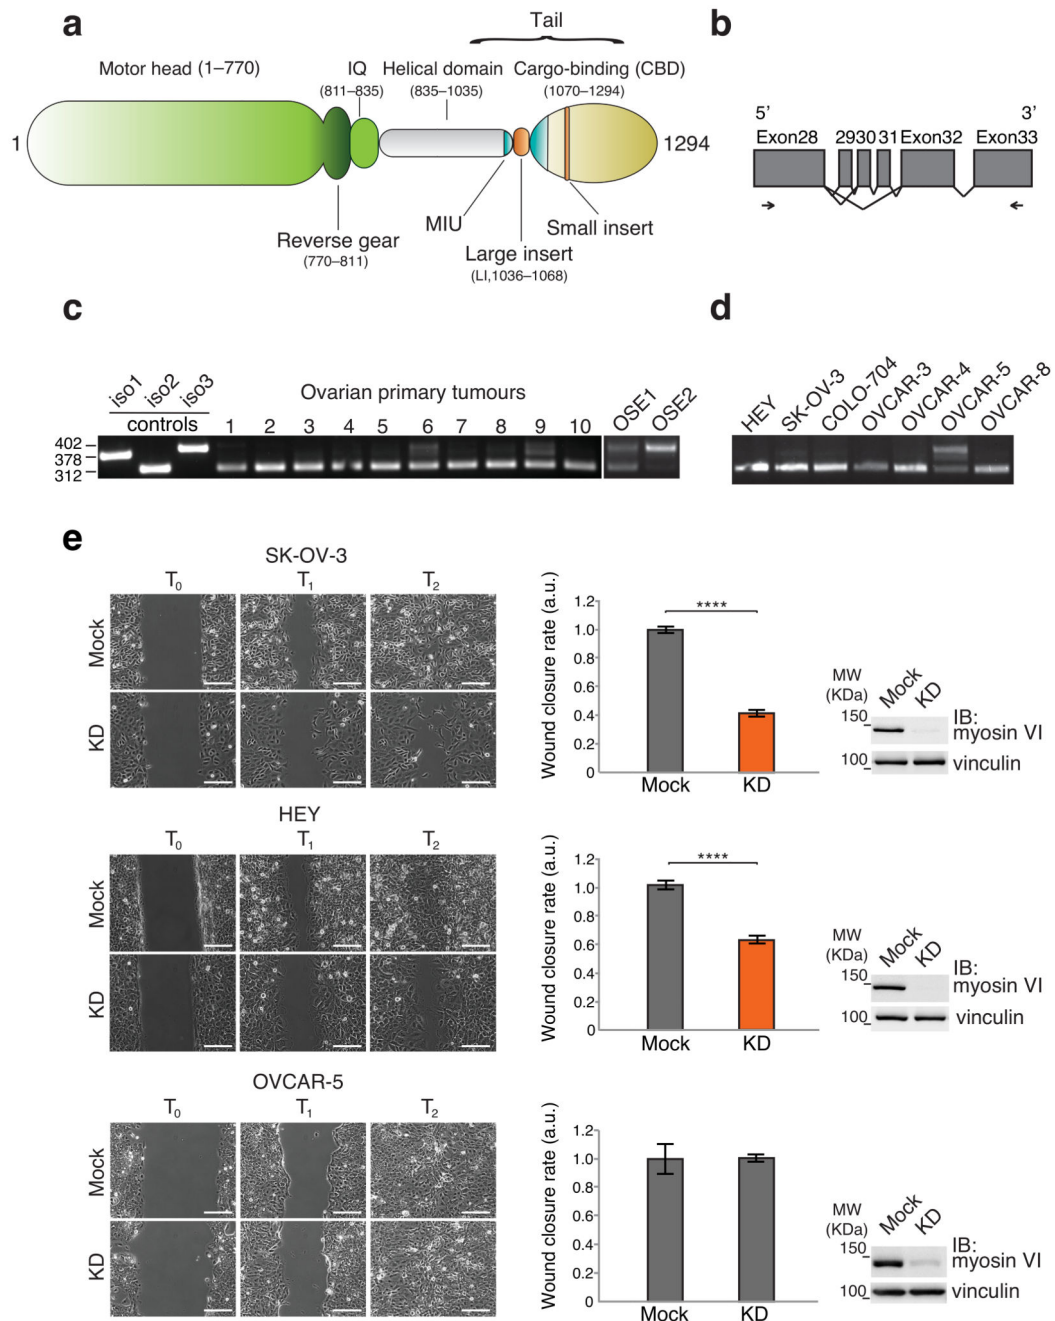 a
Tail
Motor head (1–770)
IQ
(811–835)
Helical domain
(835–1035)
Cargo-binding (CBD)
(1070–1294)
1
1294
MIU
Small insert
Reverse gear
(770–811)
Large insert
(LI,1036–1068)
b
5’
3’
Exon28
29
30
31
Exon32
Exon33
c
iso1
iso2
iso3
controls
Ovarian primary tumours
1 2 3 4 5 6 7 8 9 10
OSE1
OSE2
402
378
312
d
HEY
SK-OV-3
COLO-704
OVCAR-3
OVCAR-4
OVCAR-5
OVCAR-8
e
SK-OV-3
T0 T1 T2
Mock
KD
Wound closure rate (a.u.)
1.2
1
0.8
0.6
0.4
0.2
0
****
Mock KD
MW
(KDa)
Mock
KD
150
100
IB:
myosin VI
vinculin
HEY
T0 T1 T2
Mock
KD
Wound closure rate (a.u.)
1.2
1.0
0.8
0.6
0.4
0.2
0
****
Mock KD
MW
(KDa)
Mock
KD
150
100
IB:
myosin VI
vinculin
OVCAR-5
T0 T1 T2
Mock
KD
Wound closure rate (a.u.)
1.2
1.0
0.8
0.6
0.4
0.2
0
Mock KD
MW
(KDa)
Mock
KD
150
100
IB:
myosin VI
vinculin